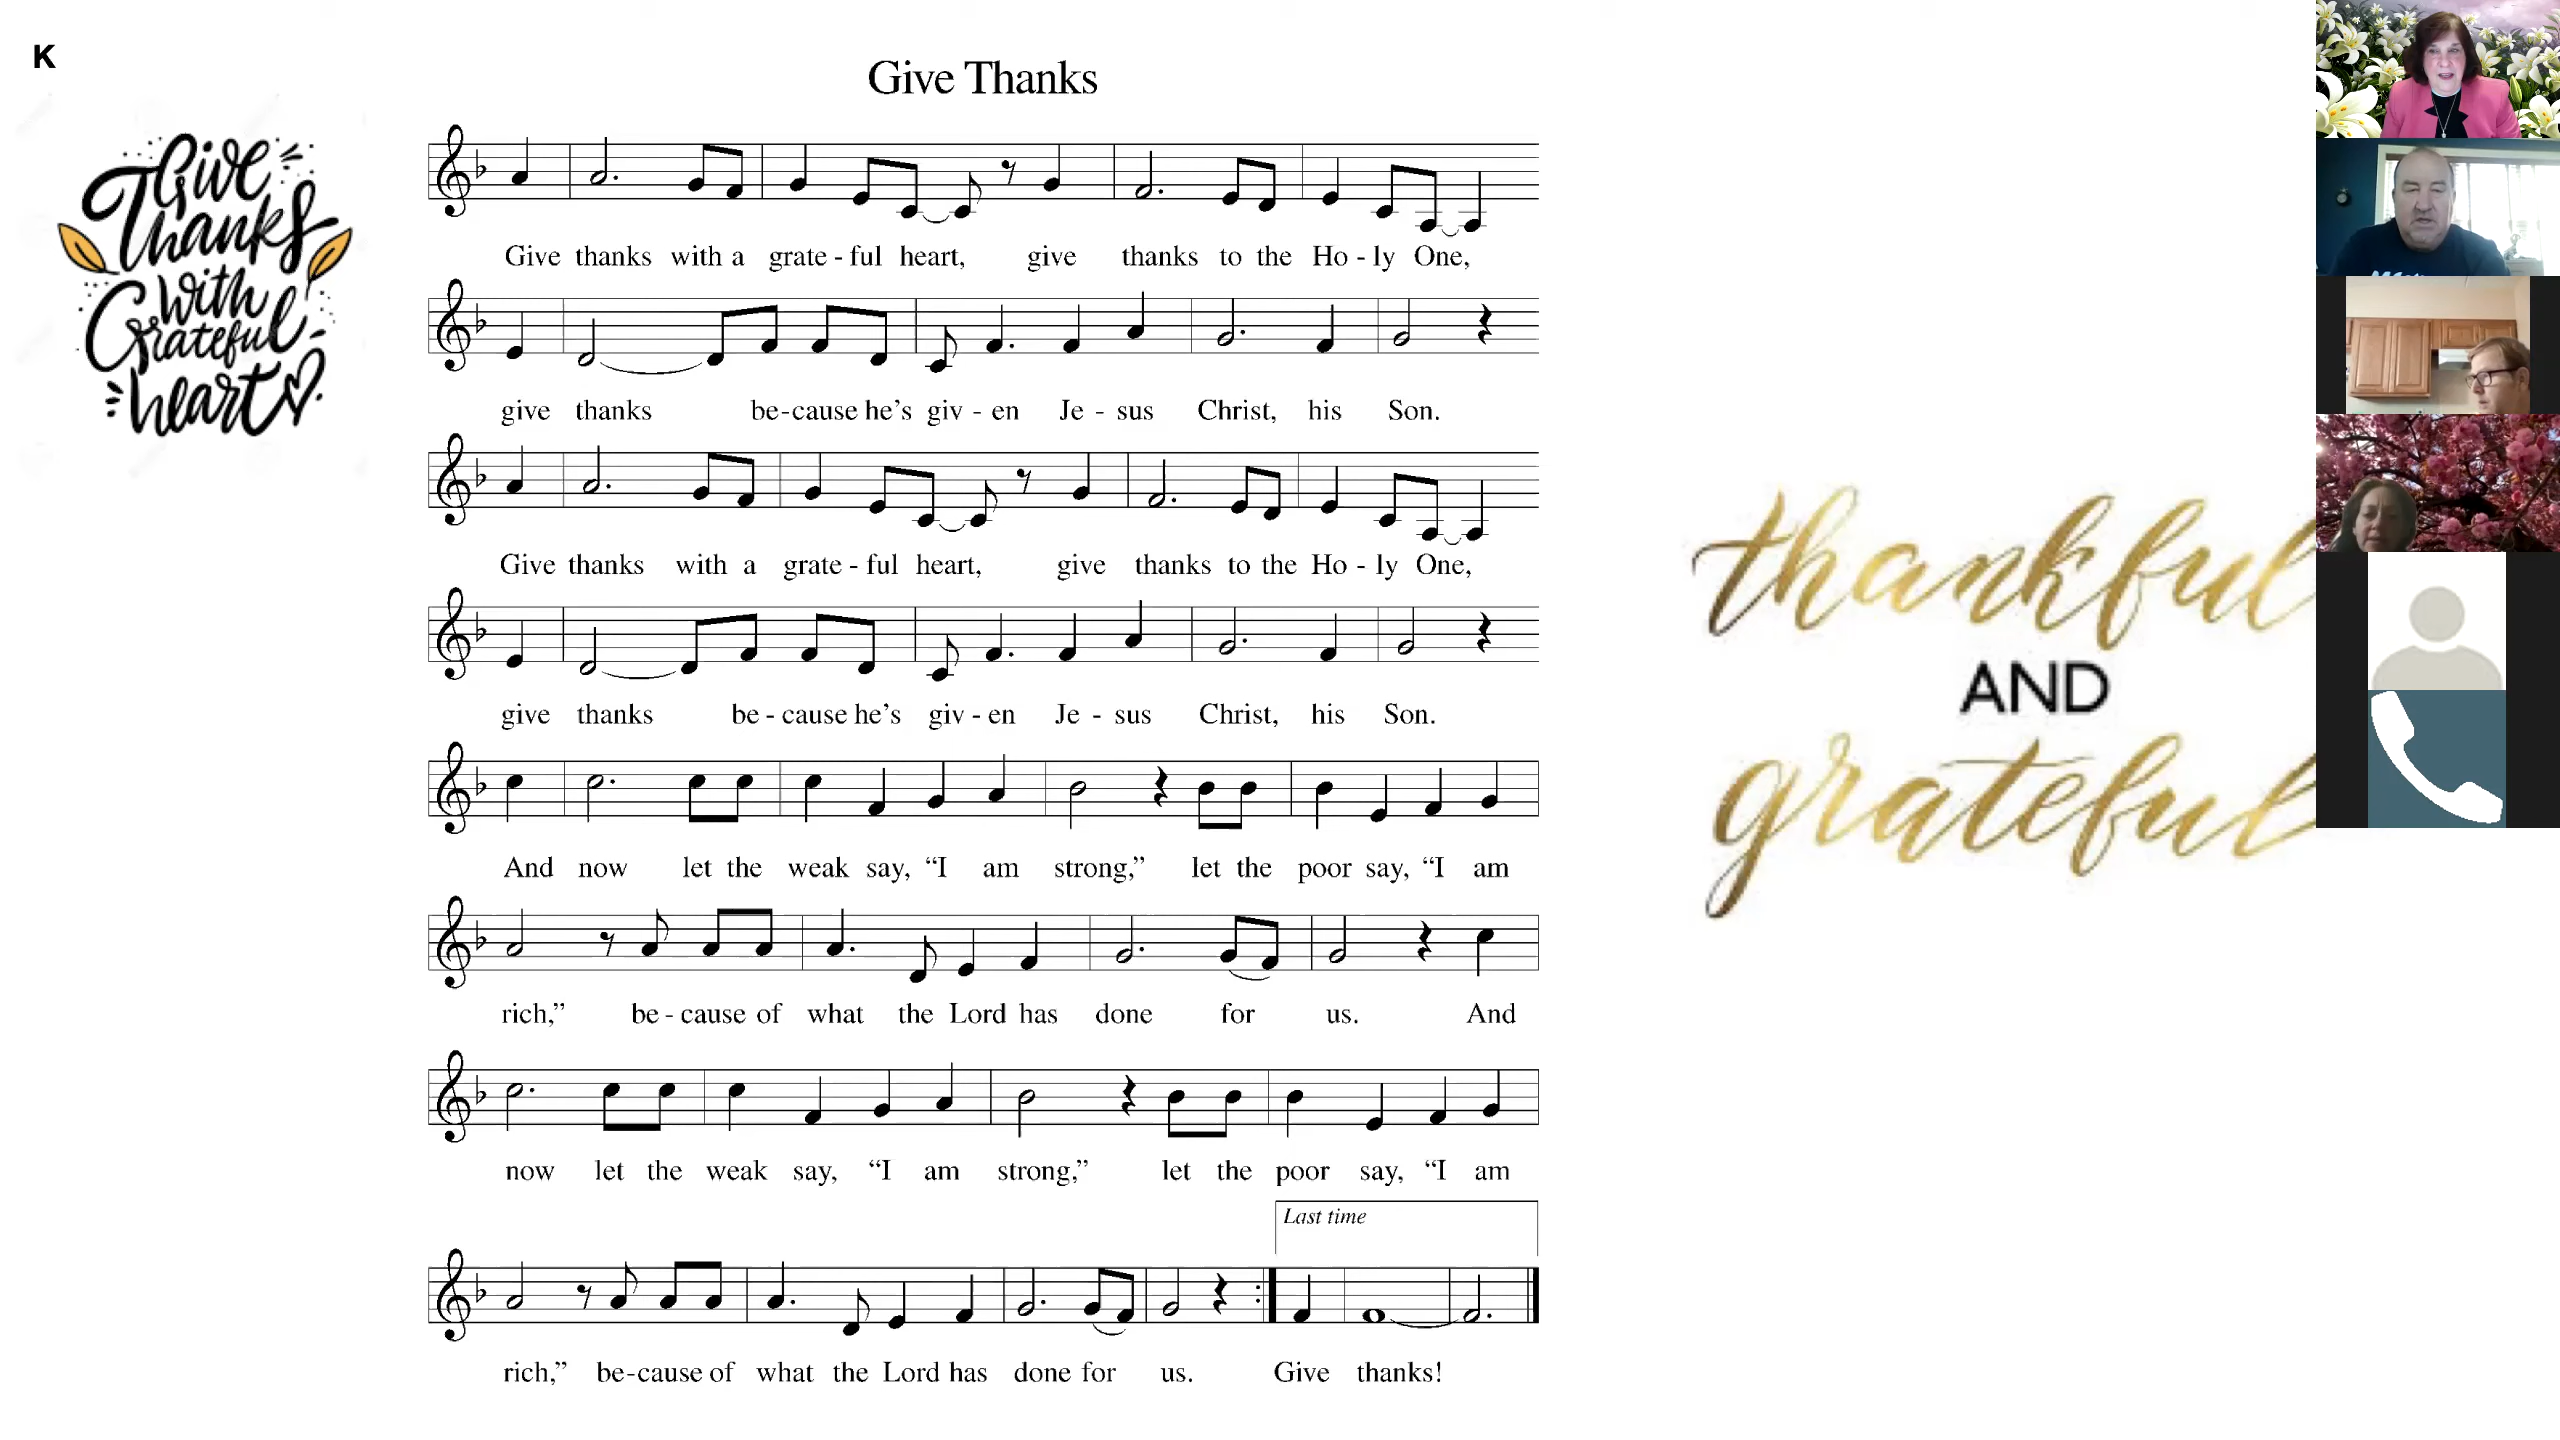 K
Give Thanks
Give
Thanks
with
Grateful
heart
Give thanks with a grate - ful heart, give thanks to the Ho - ly One,
give thanks be - cause he’s giv - en Je - sus Christ, his Son.
Give thanks with a grate - ful heart, give thanks to the Ho - ly One,
give thanks be - cause he’s giv - en Je - sus Christ, his Son.
And now let the weak say, “I am strong,” let the poor say, “I am
rich,” be - cause of what the Lord has done for us. And
now let the weak say, “I am strong,” let the poor say, “I am
Last time
rich,” be - cause of what the Lord has done for us. Give thanks!
thankful
AND
grateful